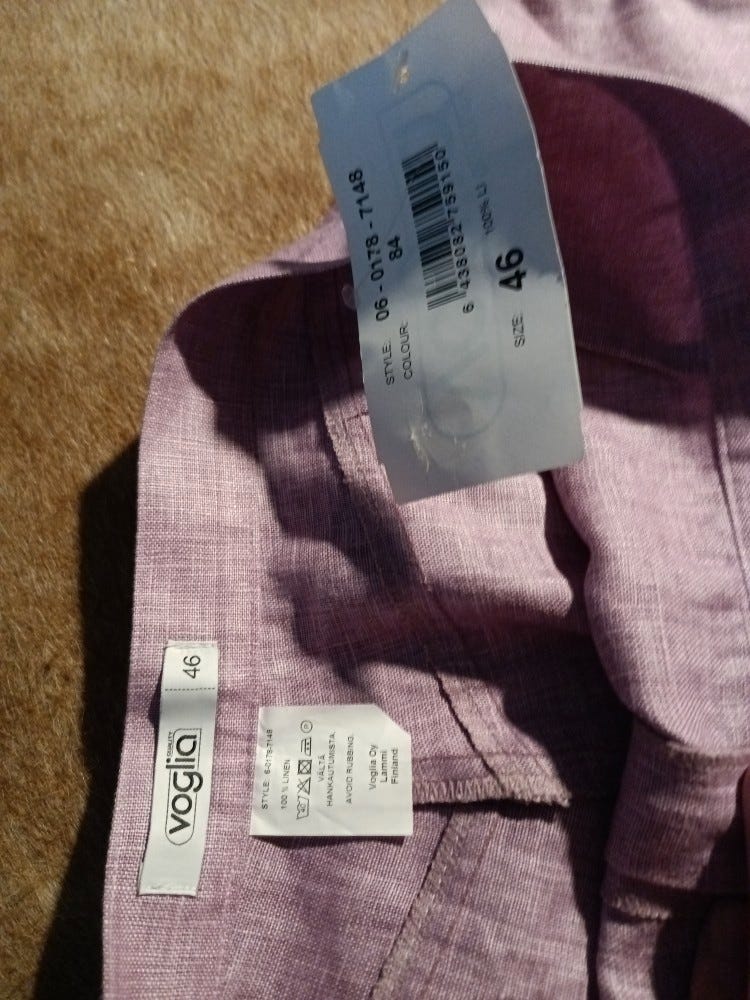 STYLE: 06 - 0178 - 7148
COLOUR: 84
6 438082 759150
100% LI
SIZE: 46
voglia
QUALITY
46
STYLE: 6-0178-7148
100 % LINEN
VÄLTÄ
HANKAUTUMISTA.
AVOID RUBBING.
Voglia Oy
Lammi
Finland